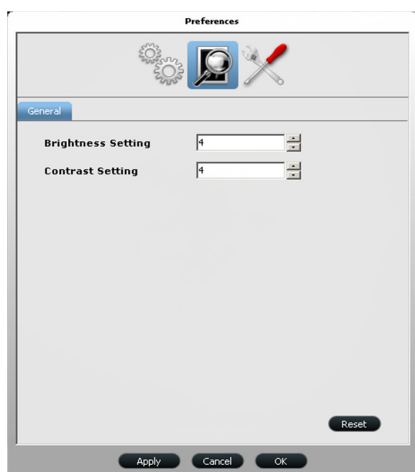 Preferences
General
Brightness Setting 4
Contrast Setting 4
Reset
Apply Cancel OK